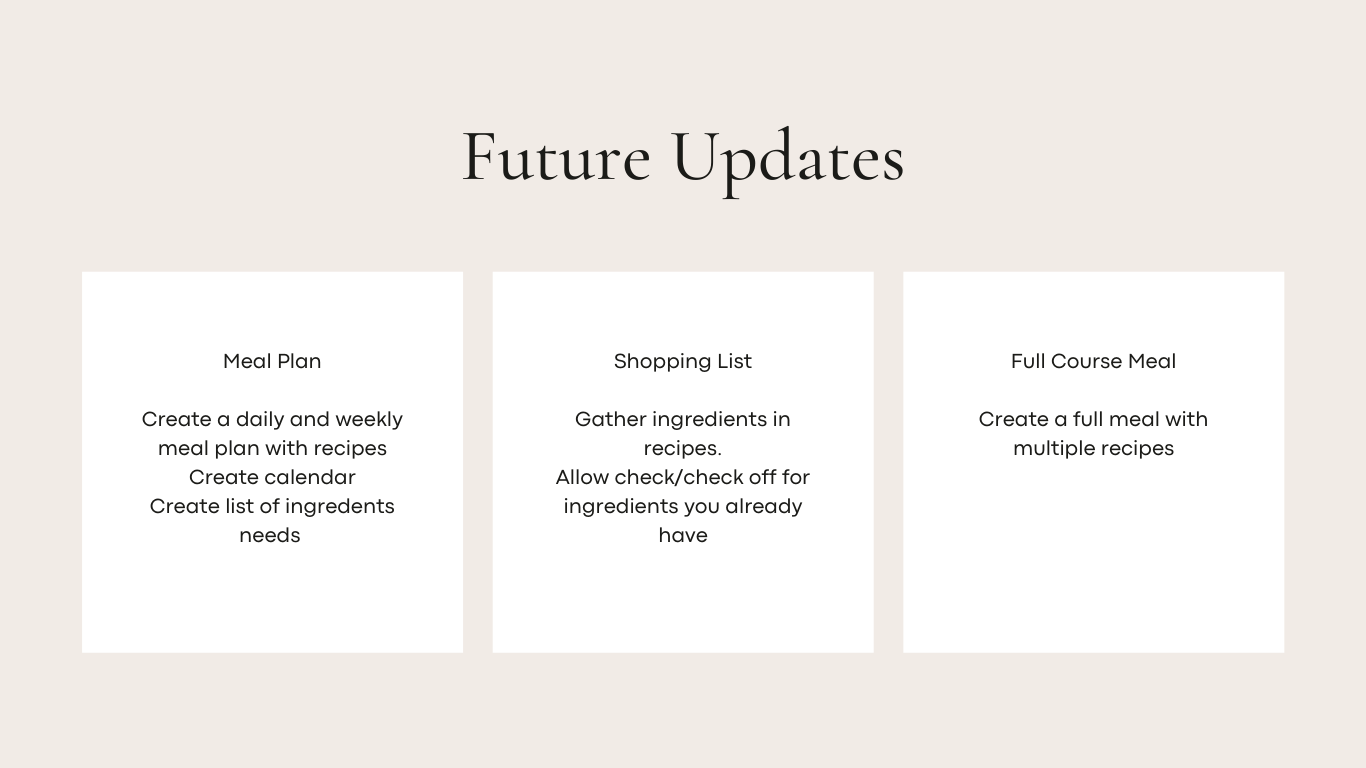 Future Updates
Meal Plan
Create a daily and weekly
meal plan with recipes
Create calendar
Create list of ingredents
needs
Shopping List
Gather ingredients in
recipes.
Allow check/check off for
ingredients you already
have
Full Course Meal
Create a full meal with
multiple recipes